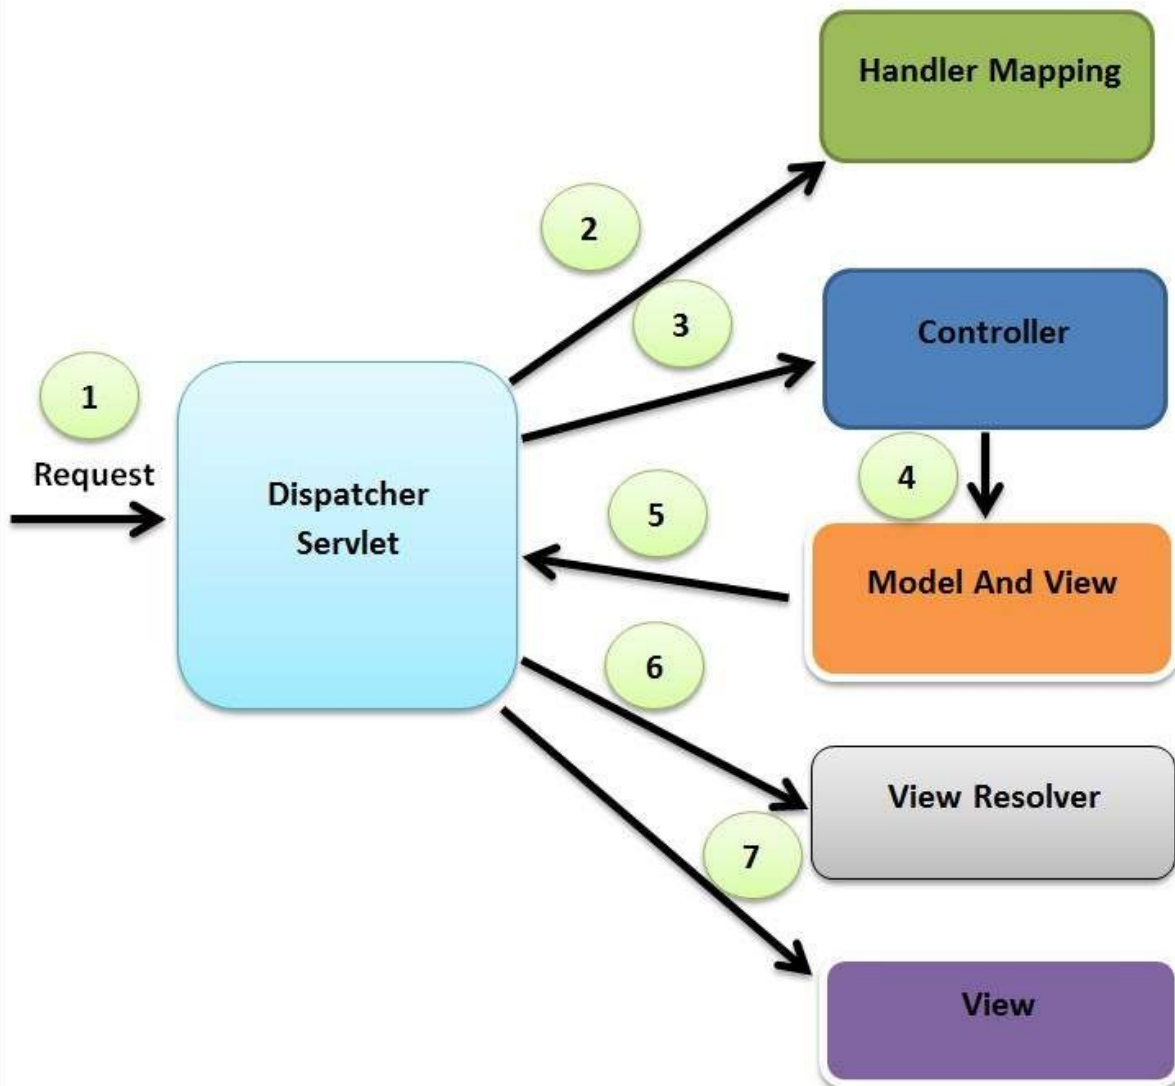 Handler Mapping
2
3
Controller
1
Request
Dispatcher
Servlet
4
5
Model And View
6
View Resolver
7
View